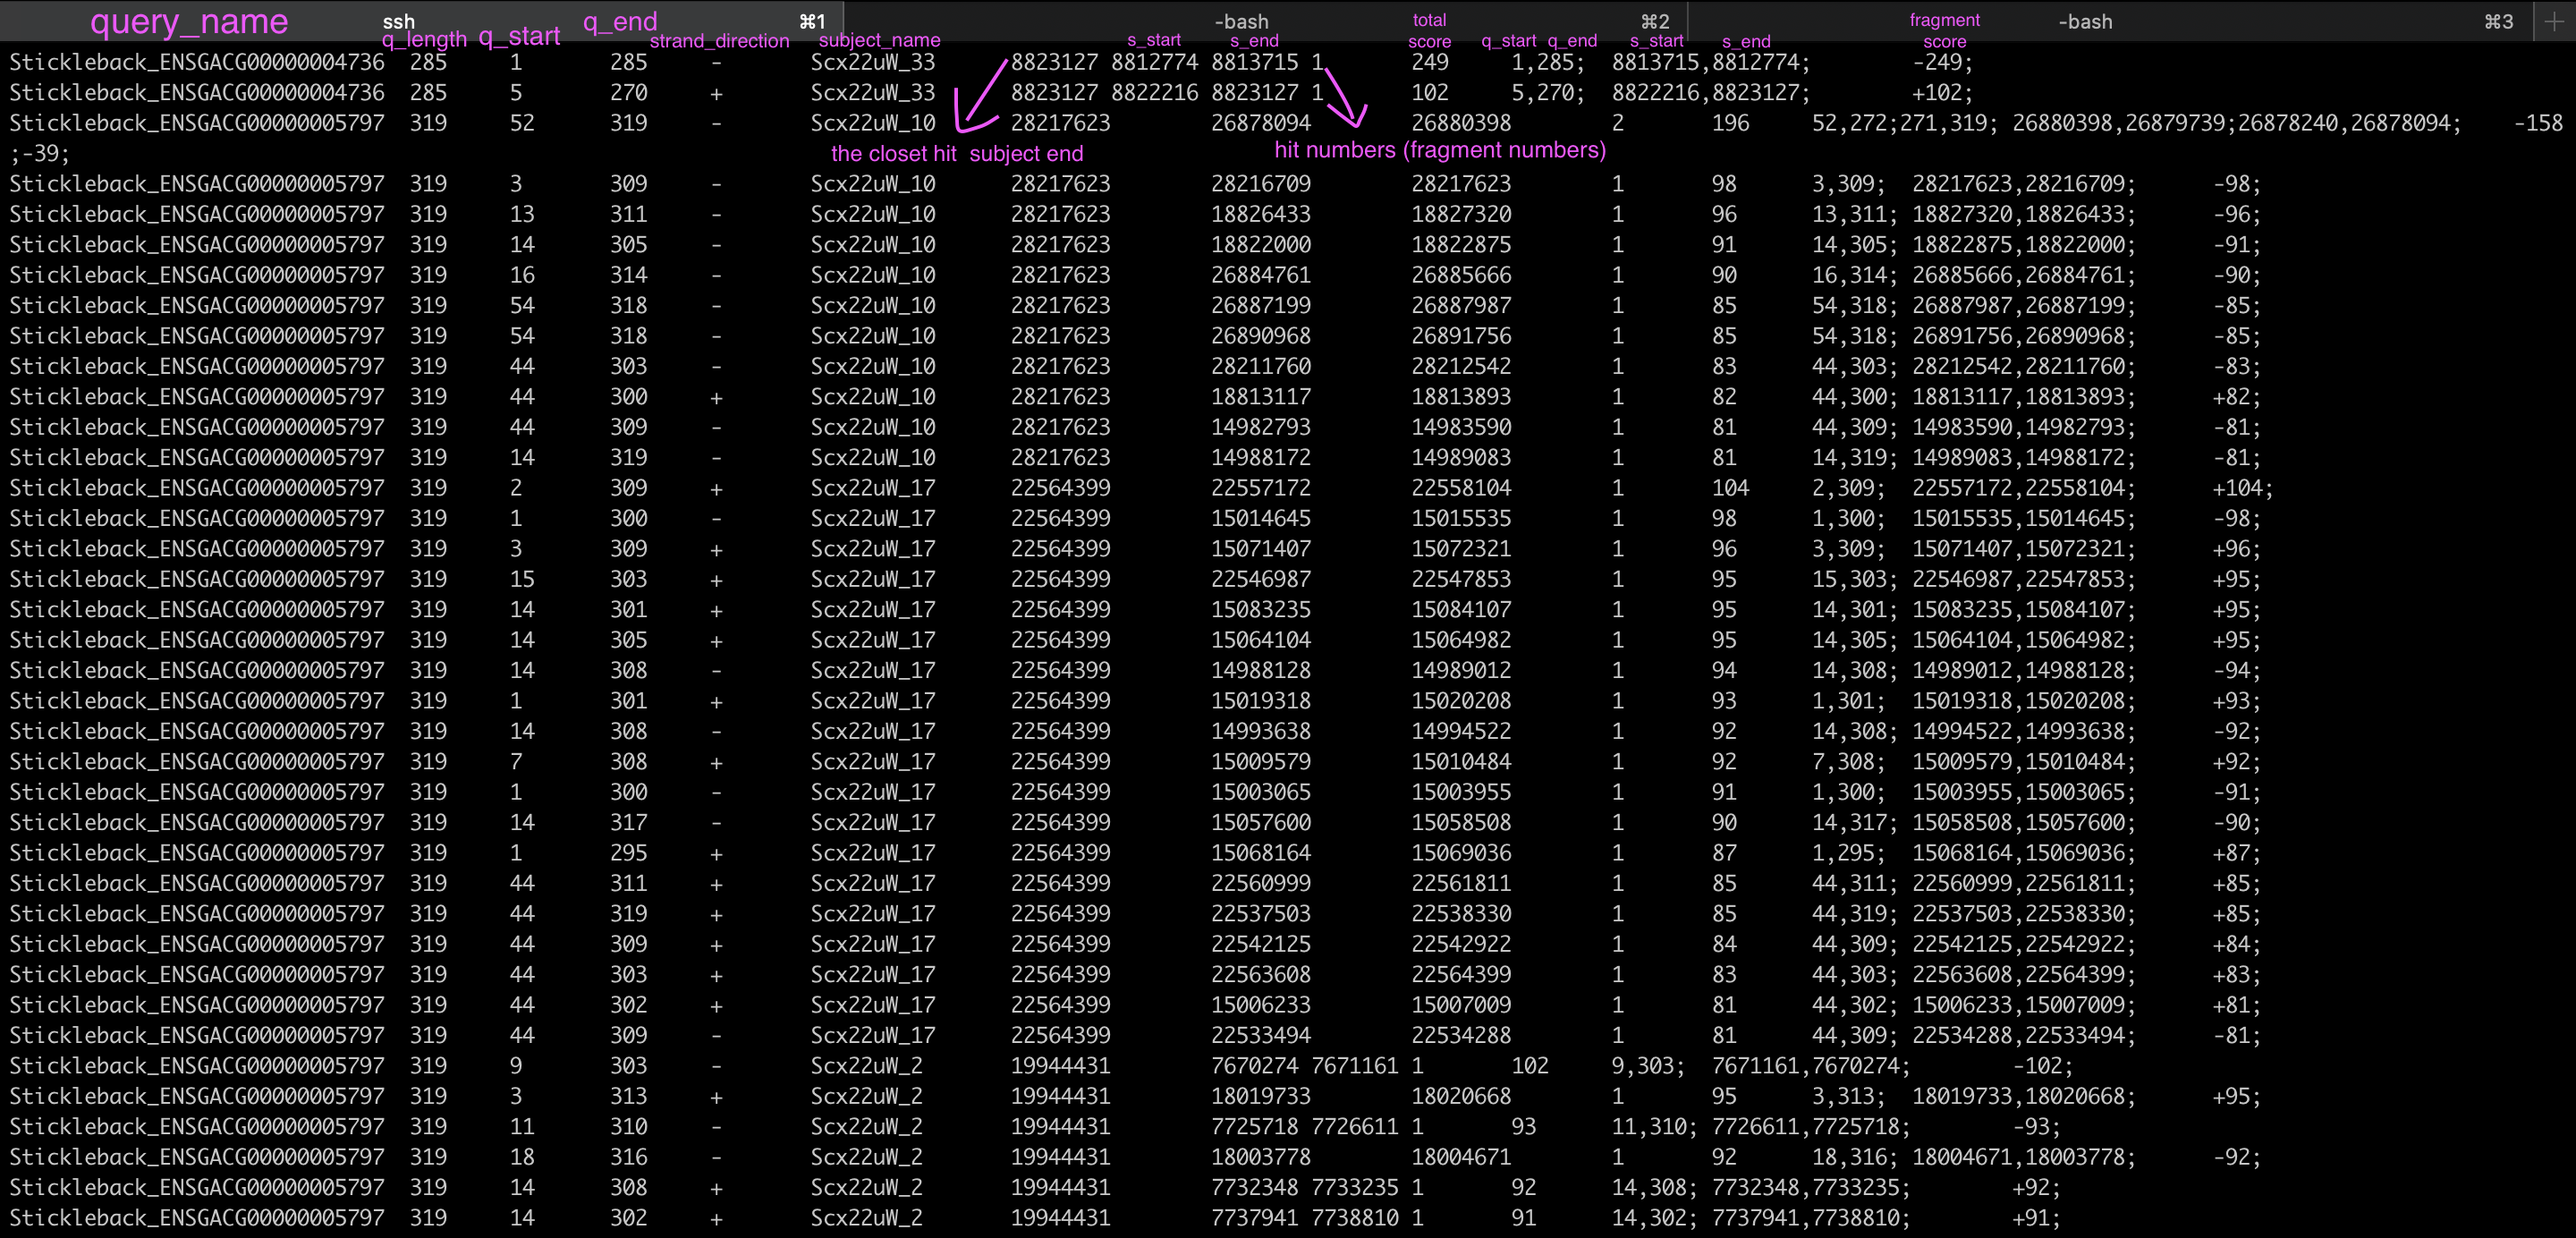 query_name ssh q_end ⌘1 -bash total ⌘2 fragment -bash ⌘3
q_length q_start strand_direction subject_name s_start s_end score q_start q_end s_start s_end score
Stickleback_ENSGACG00000004736 285 1 285 - Scx22uW_33 8823127 8812774 8813715 1 249 1,285; 8813715,8812774; -249;
Stickleback_ENSGACG00000004736 285 5 270 + Scx22uW_33 8823127 8822216 8823127 1 102 5,270; 8822216,8823127; +102;
Stickleback_ENSGACG00000005797 319 52 319 - Scx22uW_10 28217623 26878094 26880398 2 196 52,272;271,319; 26880398,26879739;26878240,26878094; -158
;-39;
the closet hit subject end hit numbers (fragment numbers)
Stickleback_ENSGACG00000005797 319 3 309 - Scx22uW_10 28217623 28216709 28217623 1 98 3,309; 28217623,28216709; -98;
Stickleback_ENSGACG00000005797 319 13 311 - Scx22uW_10 28217623 18826433 18827320 1 96 13,311; 18827320,18826433; -96;
Stickleback_ENSGACG00000005797 319 14 305 - Scx22uW_10 28217623 18822000 18822875 1 91 14,305; 18822875,18822000; -91;
Stickleback_ENSGACG00000005797 319 16 314 - Scx22uW_10 28217623 26884761 26885666 1 90 16,314; 26885666,26884761; -90;
Stickleback_ENSGACG00000005797 319 54 318 - Scx22uW_10 28217623 26887199 26887987 1 85 54,318; 26887987,26887199; -85;
Stickleback_ENSGACG00000005797 319 54 318 - Scx22uW_10 28217623 26890968 26891756 1 85 54,318; 26891756,26890968; -85;
Stickleback_ENSGACG00000005797 319 44 303 - Scx22uW_10 28217623 28211760 28212542 1 83 44,303; 28212542,28211760; -83;
Stickleback_ENSGACG00000005797 319 44 300 + Scx22uW_10 28217623 18813117 18813893 1 82 44,300; 18813117,18813893; +82;
Stickleback_ENSGACG00000005797 319 44 309 - Scx22uW_10 28217623 14982793 14983590 1 81 44,309; 14983590,14982793; -81;
Stickleback_ENSGACG00000005797 319 14 319 - Scx22uW_10 28217623 14988172 14989083 1 81 14,319; 14989083,14988172; -81;
Stickleback_ENSGACG00000005797 319 2 309 + Scx22uW_17 22564399 22557172 22558104 1 104 2,309; 22557172,22558104; +104;
Stickleback_ENSGACG00000005797 319 1 300 - Scx22uW_17 22564399 15014645 15015535 1 98 1,300; 15015535,15014645; -98;
Stickleback_ENSGACG00000005797 319 3 309 + Scx22uW_17 22564399 15071407 15072321 1 96 3,309; 15071407,15072321; +96;
Stickleback_ENSGACG00000005797 319 15 303 + Scx22uW_17 22564399 22546987 22547853 1 95 15,303; 22546987,22547853; +95;
Stickleback_ENSGACG00000005797 319 14 301 + Scx22uW_17 22564399 15083235 15084107 1 95 14,301; 15083235,15084107; +95;
Stickleback_ENSGACG00000005797 319 14 305 + Scx22uW_17 22564399 15064104 15064982 1 95 14,305; 15064104,15064982; +95;
Stickleback_ENSGACG00000005797 319 14 308 - Scx22uW_17 22564399 14988128 14989012 1 94 14,308; 14989012,14988128; -94;
Stickleback_ENSGACG00000005797 319 1 301 + Scx22uW_17 22564399 15019318 15020208 1 93 1,301; 15019318,15020208; +93;
Stickleback_ENSGACG00000005797 319 14 308 - Scx22uW_17 22564399 14993638 14994522 1 92 14,308; 14994522,14993638; -92;
Stickleback_ENSGACG00000005797 319 7 308 + Scx22uW_17 22564399 15009579 15010484 1 92 7,308; 15009579,15010484; +92;
Stickleback_ENSGACG00000005797 319 1 300 - Scx22uW_17 22564399 15003065 15003955 1 91 1,300; 15003955,15003065; -91;
Stickleback_ENSGACG00000005797 319 14 317 - Scx22uW_17 22564399 15057600 15058508 1 90 14,317; 15058508,15057600; -90;
Stickleback_ENSGACG00000005797 319 1 295 + Scx22uW_17 22564399 15068164 15069036 1 87 1,295; 15068164,15069036; +87;
Stickleback_ENSGACG00000005797 319 44 311 + Scx22uW_17 22564399 22560999 22561811 1 85 44,311; 22560999,22561811; +85;
Stickleback_ENSGACG00000005797 319 44 319 + Scx22uW_17 22564399 22537503 22538330 1 85 44,319; 22537503,22538330; +85;
Stickleback_ENSGACG00000005797 319 44 309 + Scx22uW_17 22564399 22542125 22542922 1 84 44,309; 22542125,22542922; +84;
Stickleback_ENSGACG00000005797 319 44 303 + Scx22uW_17 22564399 22563608 22564399 1 83 44,303; 22563608,22564399; +83;
Stickleback_ENSGACG00000005797 319 44 302 + Scx22uW_17 22564399 15006233 15007009 1 81 44,302; 15006233,15007009; +81;
Stickleback_ENSGACG00000005797 319 44 309 - Scx22uW_17 22564399 22533494 22534288 1 81 44,309; 22534288,22533494; -81;
Stickleback_ENSGACG00000005797 319 9 303 - Scx22uW_2 19944431 7670274 7671161 1 102 9,303; 7671161,7670274; -102;
Stickleback_ENSGACG00000005797 319 3 313 + Scx22uW_2 19944431 18019733 18020668 1 95 3,313; 18019733,18020668; +95;
Stickleback_ENSGACG00000005797 319 11 310 - Scx22uW_2 19944431 7725718 7726611 1 93 11,310; 7726611,7725718; -93;
Stickleback_ENSGACG00000005797 319 18 316 - Scx22uW_2 19944431 18003778 18004671 1 92 18,316; 18004671,18003778; -92;
Stickleback_ENSGACG00000005797 319 14 308 + Scx22uW_2 19944431 7732348 7733235 1 92 14,308; 7732348,7733235; +92;
Stickleback_ENSGACG00000005797 319 14 302 + Scx22uW_2 19944431 7737941 7738810 1 91 14,302; 7737941,7738810; +91;